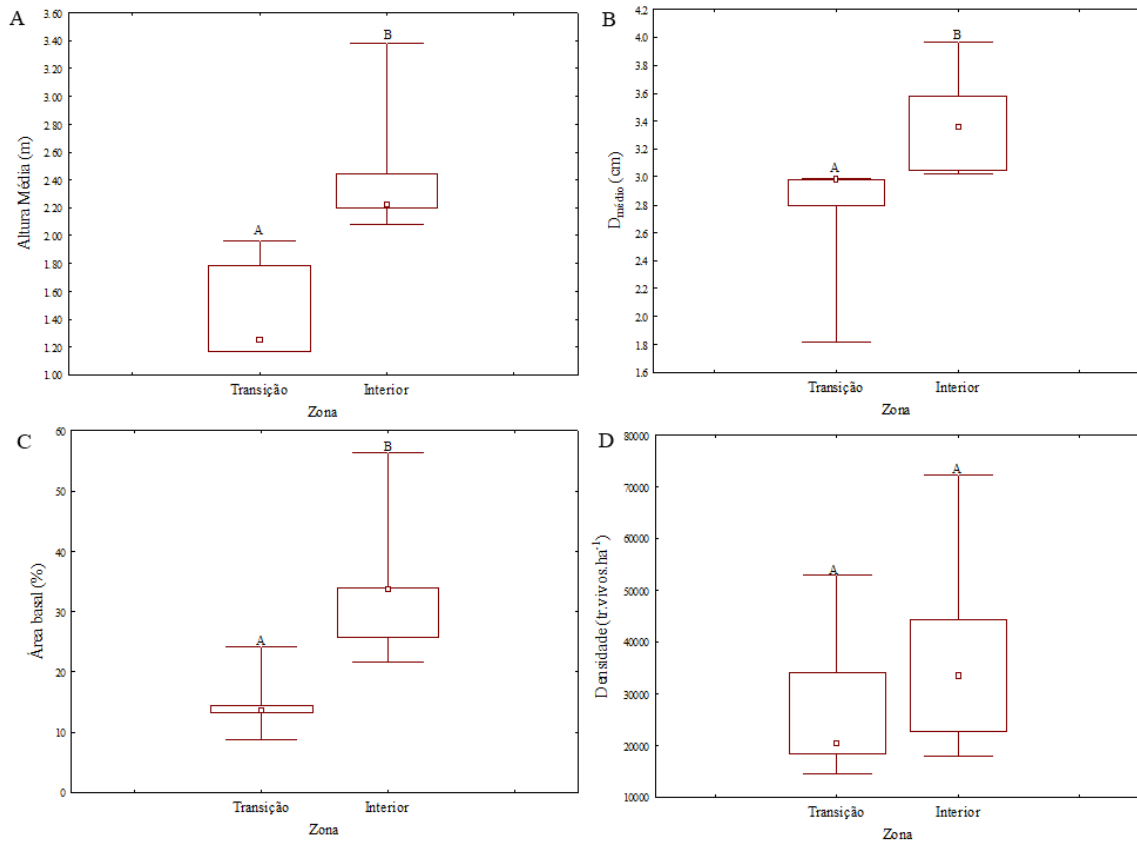 A
Altura Média (m)
3.60
3.40
3.20
3.00
2.80
2.60
2.40
2.20
2.00
1.80
1.60
1.40
1.20
1.00
A
B
Transição Interior
Zona
B
D médio (cm)
4.2
4.0
3.8
3.6
3.4
3.2
3.0
2.8
2.6
2.4
2.2
2.0
1.8
1.6
A
B
Transição Interior
Zona
C
Área basal (%)
60
50
40
30
20
10
0
A
B
Transição Interior
Zona
D
Densidade (tr.vivos.ha⁻¹)
80000
70000
60000
50000
40000
30000
20000
10000
A
A
Transição Interior
Zona